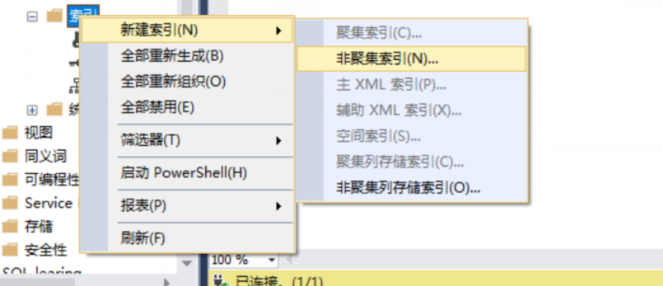 索引
新建索引(N)
全部重新生成(B)
全部重新组织(O)
全部禁用(E)
筛选器(T)
启动 PowerShell(H)
报表(P)
刷新(F)
聚集索引(C)...
非聚集索引(N)...
主 XML 索引(P)...
辅助 XML 索引(X)...
空间索引(S)...
聚集列存储索引(C)...
非聚集列存储索引(O)...
视图
同义词
可编程性
Service
存储
安全性
100 %
已连接。(1/1)